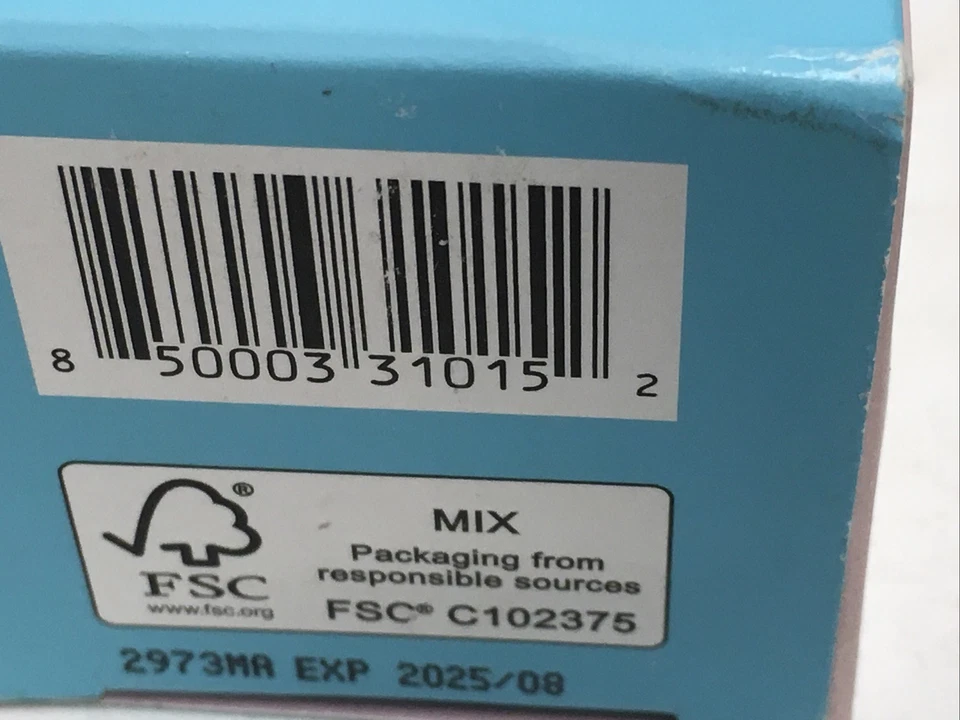 8 50003 31015 2
®
FSC
www.fsc.org
MIX
Packaging from
responsible sources
FSC® C102375
2973MA EXP 2025/08